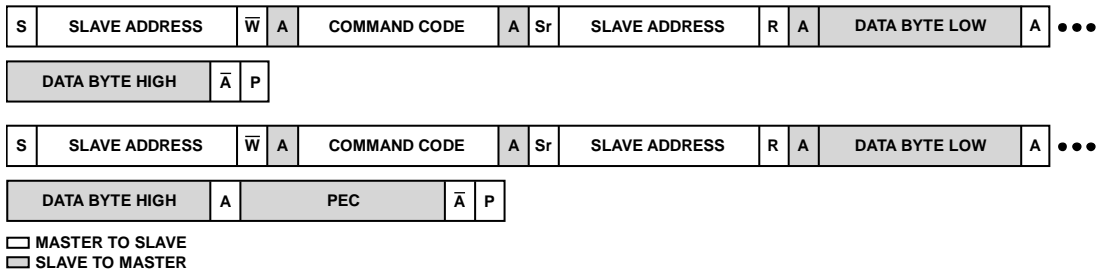 S SLAVE ADDRESS W̅ A COMMAND CODE A Sr SLAVE ADDRESS R A DATA BYTE LOW A •••
DATA BYTE HIGH A̅ P
S SLAVE ADDRESS W̅ A COMMAND CODE A Sr SLAVE ADDRESS R A DATA BYTE LOW A •••
DATA BYTE HIGH A PEC A̅ P
MASTER TO SLAVE
SLAVE TO MASTER